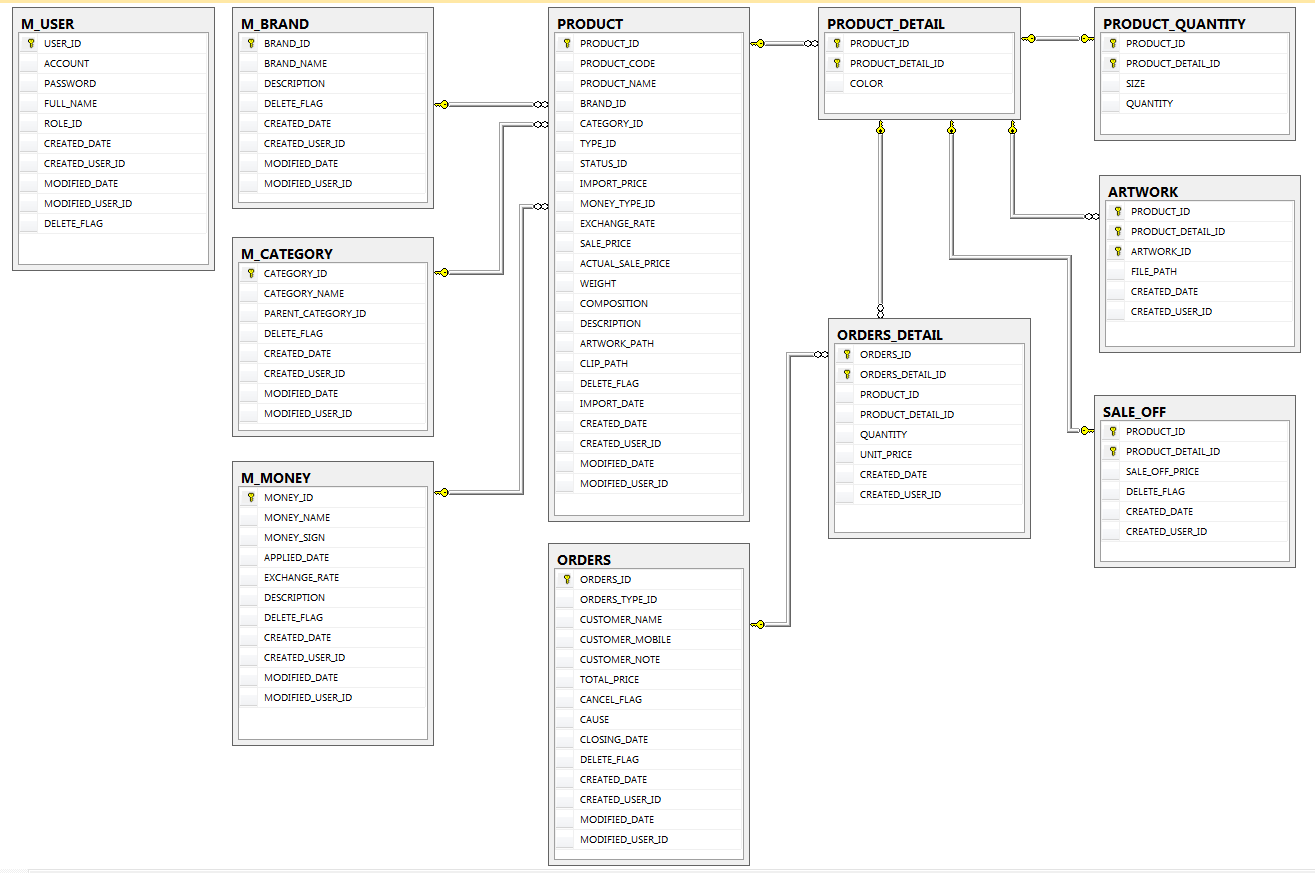 M_USER
USER_ID
ACCOUNT
PASSWORD
FULL_NAME
ROLE_ID
CREATED_DATE
CREATED_USER_ID
MODIFIED_DATE
MODIFIED_USER_ID
DELETE_FLAG
M_BRAND
BRAND_ID
BRAND_NAME
DESCRIPTION
DELETE_FLAG
CREATED_DATE
CREATED_USER_ID
MODIFIED_DATE
MODIFIED_USER_ID
M_CATEGORY
CATEGORY_ID
CATEGORY_NAME
PARENT_CATEGORY_ID
DELETE_FLAG
CREATED_DATE
CREATED_USER_ID
MODIFIED_DATE
MODIFIED_USER_ID
M_MONEY
MONEY_ID
MONEY_NAME
MONEY_SIGN
APPLIED_DATE
EXCHANGE_RATE
DESCRIPTION
DELETE_FLAG
CREATED_DATE
CREATED_USER_ID
MODIFIED_DATE
MODIFIED_USER_ID
PRODUCT
PRODUCT_ID
PRODUCT_CODE
PRODUCT_NAME
BRAND_ID
CATEGORY_ID
TYPE_ID
STATUS_ID
IMPORT_PRICE
MONEY_TYPE_ID
EXCHANGE_RATE
SALE_PRICE
ACTUAL_SALE_PRICE
WEIGHT
COMPOSITION
DESCRIPTION
ARTWORK_PATH
CLIP_PATH
DELETE_FLAG
IMPORT_DATE
CREATED_DATE
CREATED_USER_ID
MODIFIED_DATE
MODIFIED_USER_ID
ORDERS
ORDERS_ID
ORDERS_TYPE_ID
CUSTOMER_NAME
CUSTOMER_MOBILE
CUSTOMER_NOTE
TOTAL_PRICE
CANCEL_FLAG
CAUSE
CLOSING_DATE
DELETE_FLAG
CREATED_DATE
CREATED_USER_ID
MODIFIED_DATE
MODIFIED_USER_ID
PRODUCT_DETAIL
PRODUCT_ID
PRODUCT_DETAIL_ID
COLOR
ORDERS_DETAIL
ORDERS_ID
ORDERS_DETAIL_ID
PRODUCT_ID
PRODUCT_DETAIL_ID
QUANTITY
UNIT_PRICE
CREATED_DATE
CREATED_USER_ID
PRODUCT_QUANTITY
PRODUCT_ID
PRODUCT_DETAIL_ID
SIZE
QUANTITY
ARTWORK
PRODUCT_ID
PRODUCT_DETAIL_ID
ARTWORK_ID
FILE_PATH
CREATED_DATE
CREATED_USER_ID
SALE_OFF
PRODUCT_ID
PRODUCT_DETAIL_ID
SALE_OFF_PRICE
DELETE_FLAG
CREATED_DATE
CREATED_USER_ID